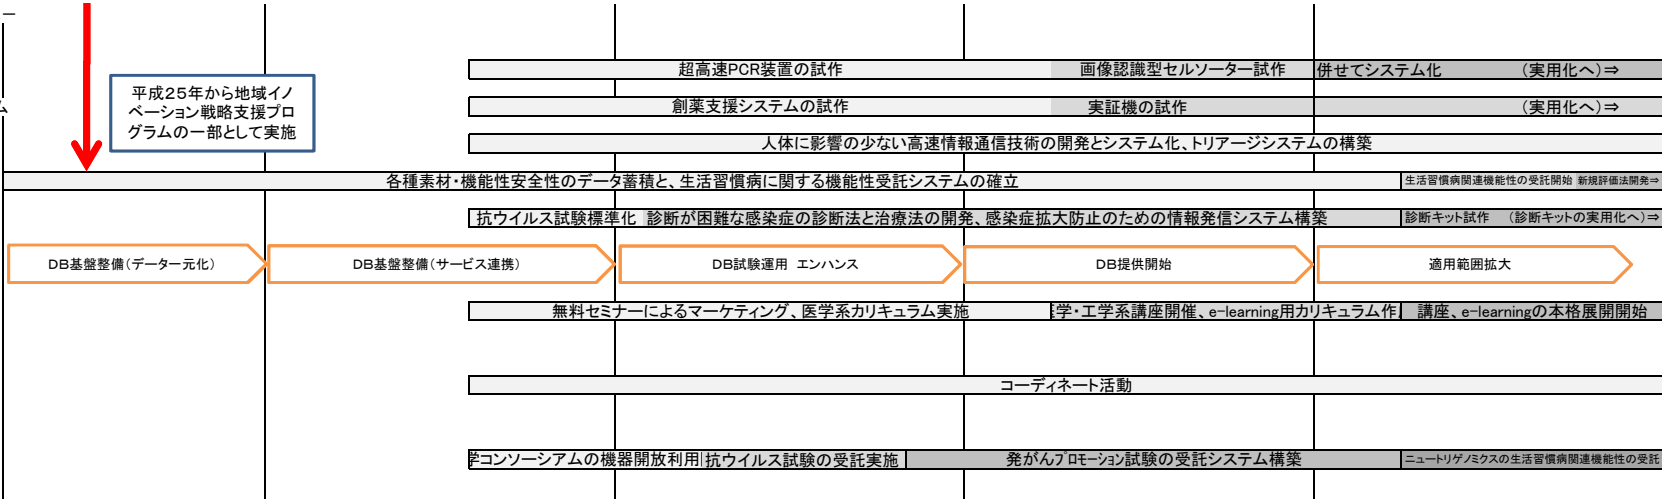 超高速PCR装置の試作 画像認識型セルソーター試作 併せてシステム化 (実用化へ)⇒
平成25年から地域イノ
ベーション戦略支援プロ
グラムの一部として実施
創薬支援システムの試作 実証機の試作 (実用化へ)⇒
人体に影響の少ない高速情報通信技術の開発とシステム化、トリアージシステムの構築
各種素材・機能性安全性のデータ蓄積と、生活習慣病に関する機能性受託システムの確立 生活習慣病関連機能性の受託開始 新規評価法開発⇒
抗ウイルス試験標準化 診断が困難な感染症の診断法と治療法の開発、感染症拡大防止のための情報発信システム構築 診断キット試作 (診断キットの実用化へ)⇒
DB基盤整備(データ一元化) DB基盤整備(サービス連携) DB試験運用 エンハンス DB提供開始 適用範囲拡大
無料セミナーによるマーケティング、医学系カリキュラム実施 学・工学系講座開催、e-learning用カリキュラム作 講座、e-learningの本格展開開始
コーディネート活動
学コンソーシアムの機器開放利用 抗ウイルス試験の受託実施 発がんプロモーション試験の受託システム構築 ニュートリゲノミクスの生活習慣病関連機能性の受託